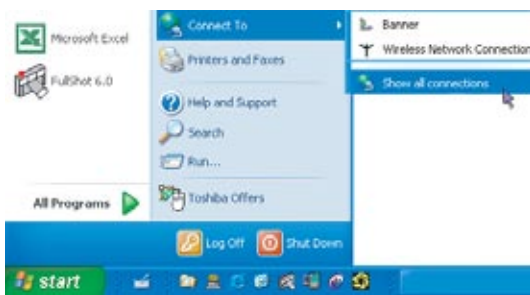 Microsoft Excel
FullShot 6.0
All Programs
Connect To
Printers and Faxes
Help and Support
Search
Run...
Toshiba Offers
Log Off
Shut Down
Banner
Wireless Network Connection
Show all connections
start